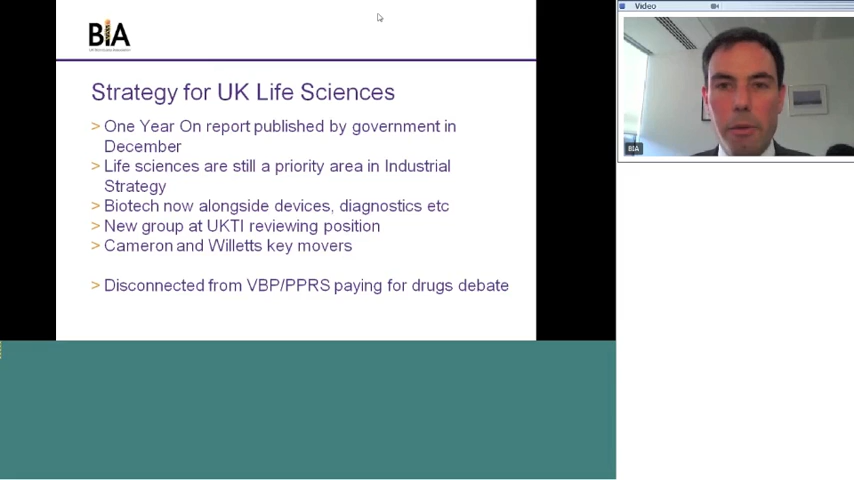 BIA
Strategy for UK Life Sciences
> One Year On report published by government in
December
> Life sciences are still a priority area in Industrial
Strategy
> Biotech now alongside devices, diagnostics etc
> New group at UKTI reviewing position
> Cameron and Willetts key movers
> Disconnected from VBP/PPRS paying for drugs debate
Video
BIA